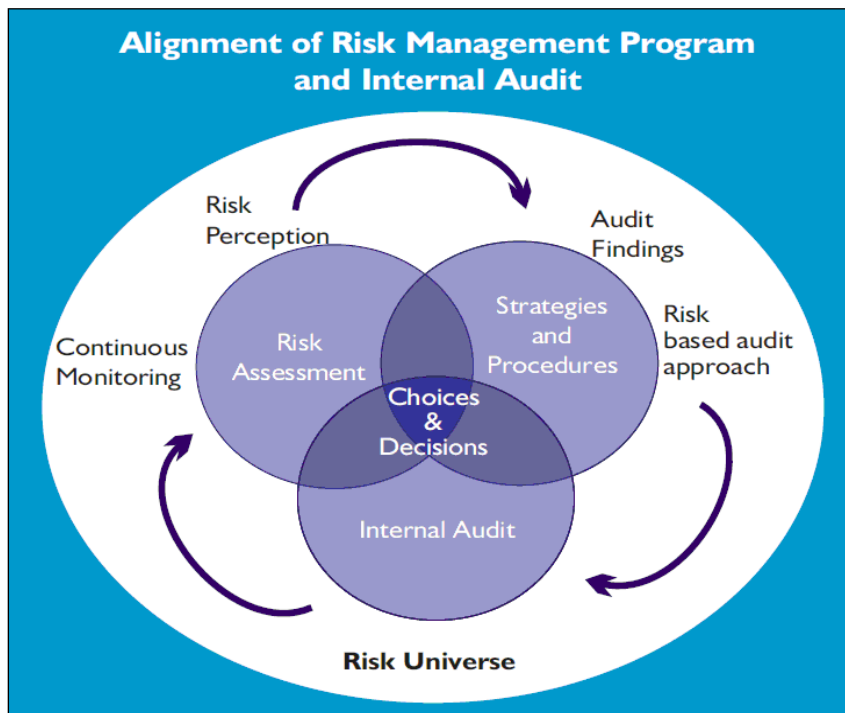 Alignment of Risk Management Program
and Internal Audit
Risk
Perception
Audit
Findings
Continuous
Monitoring
Risk
Assessment
Strategies
and
Procedures
Risk
based audit
approach
Choices
&
Decisions
Internal Audit
Risk Universe